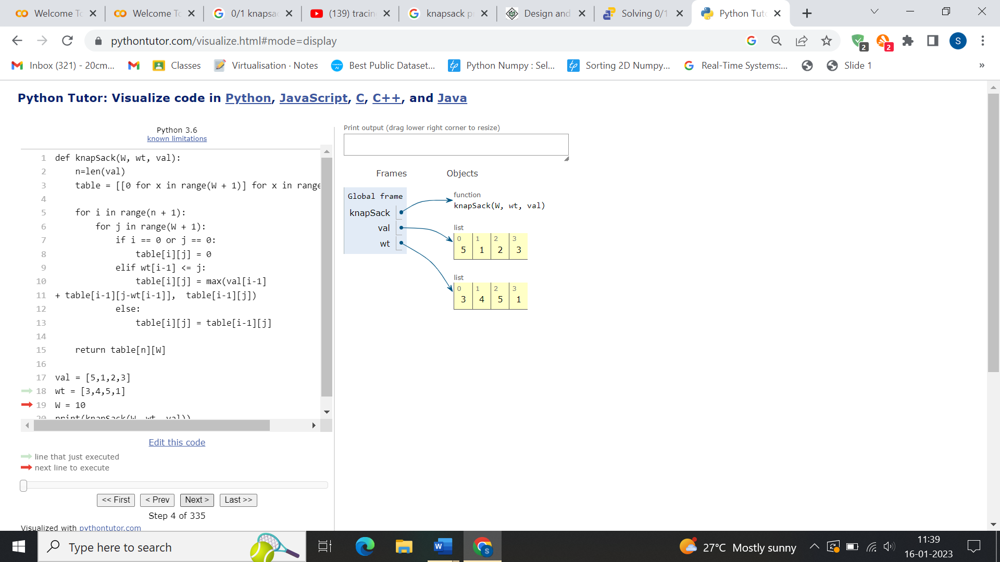 Welcome To
Welcome To
0/1 knapsac
(139) tracin
knapsack pr
Design and
Solving 0/1
Python Tuto
pythontutor.com/visualize.html#mode=display
2
2
S
Inbox (321) - 20cm...
Classes
Virtualisation · Notes
Best Public Dataset...
Python Numpy : Sel...
Sorting 2D Numpy...
Real-Time Systems:...
Slide 1
»
Python Tutor: Visualize code in Python, JavaScript, C, C++, and Java
Python 3.6
known limitations
1 def knapSack(W, wt, val):
2 n=len(val)
3 table = [[0 for x in range(W + 1)] for x in range
4
5 for i in range(n + 1):
6 for j in range(W + 1):
7 if i == 0 or j == 0:
8 table[i][j] = 0
9 elif wt[i-1] <= j:
10 table[i][j] = max(val[i-1]
11 + table[i-1][j-wt[i-1]],  table[i-1][j])
12 else:
13 table[i][j] = table[i-1][j]
14
15 return table[n][W]
16
17 val = [5,1,2,3]
18 wt = [3,4,5,1]
19 W = 10
20 print(knapSack(W, wt, val))
Edit this code
line that just executed
next line to execute
<< First < Prev Next > Last >>
Step 4 of 335
Visualized with pythontutor.com
Print output (drag lower right corner to resize)
Frames Objects
Global frame
knapSack
val
wt
function
knapSack(W, wt, val)
list
0 1 2 3
5 1 2 3
list
0 1 2 3
3 4 5 1
Type here to search
W
S
27°C Mostly sunny
11:39
16-01-2023